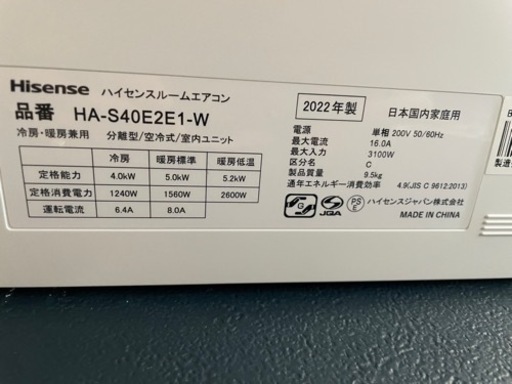 Hisense ハイセンスルームエアコン
品番 HA-S40E2E1-W
冷房・暖房兼用 分離型/空冷式/室内ユニット
冷房 暖房標準 暖房低温
定格能力 4.0kW 5.0kW 5.2kW
定格消費電力 1240W 1560W 2600W
運転電流 6.4A 8.0A
2022年製 日本国内家庭用
電源 単相 200V 50/60Hz
最大電流 16.0A
最大入力 3100W
区分名 C
製品質量 9.5kg
通年エネルギー消費効率 4.9(JIS C 9612:2013)
JQA
PS
E
ハイセンスジャパン株式会社
MADE IN CHINA